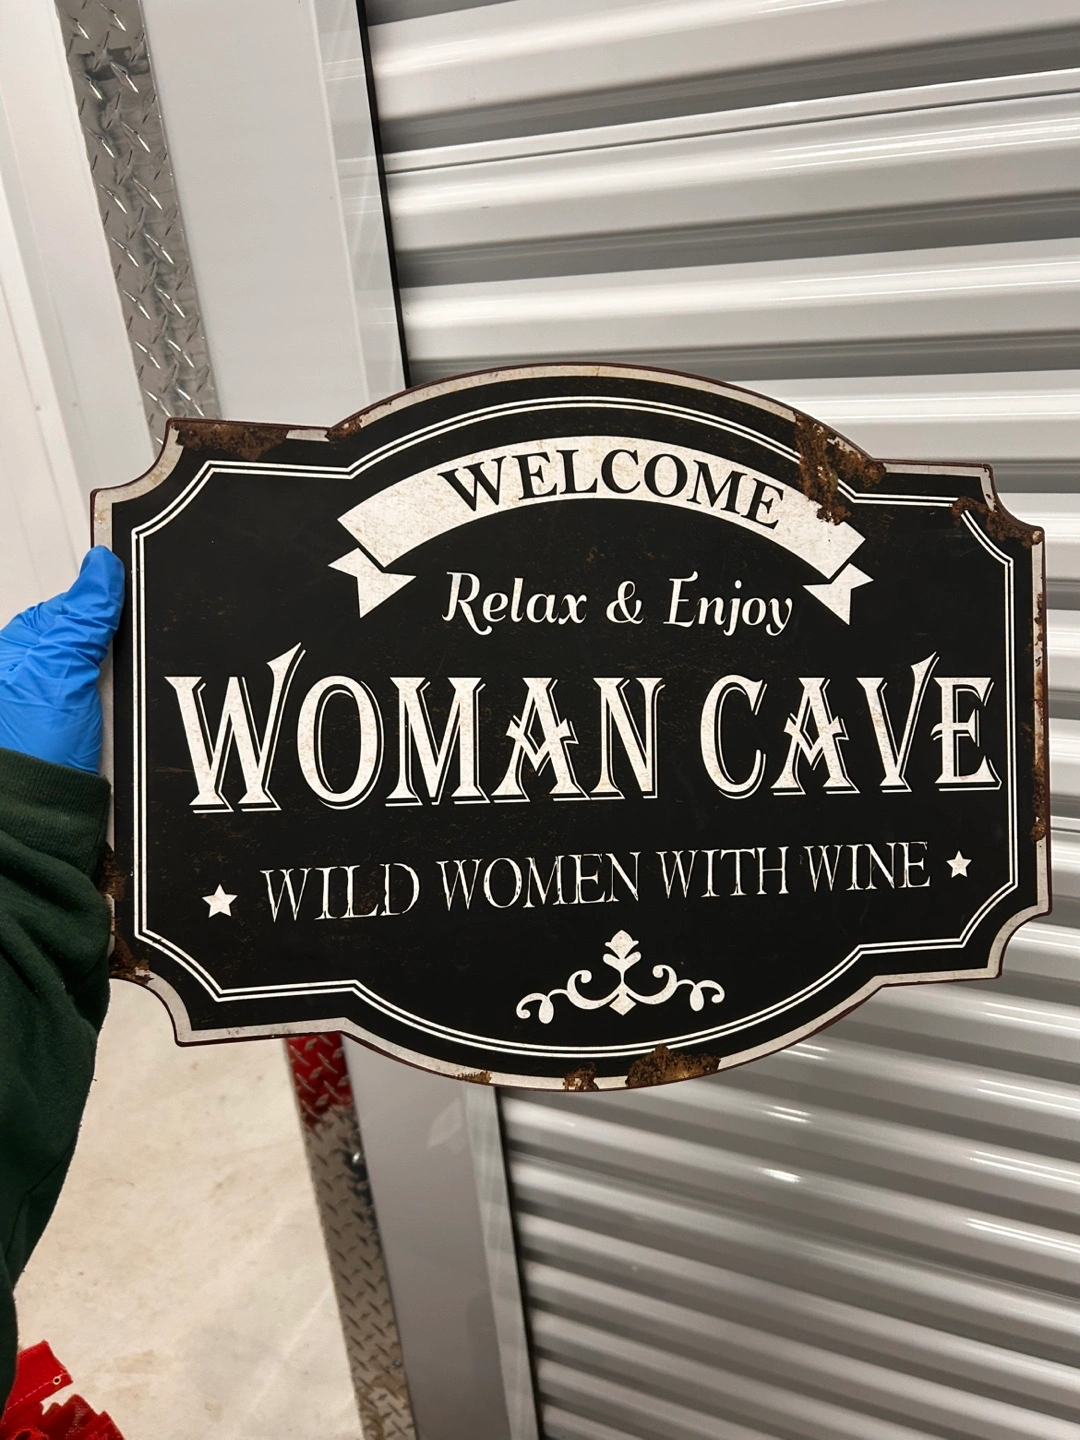 WELCOME
Relax & Enjoy
WOMAN CAVE
WILD WOMEN WITH WINE